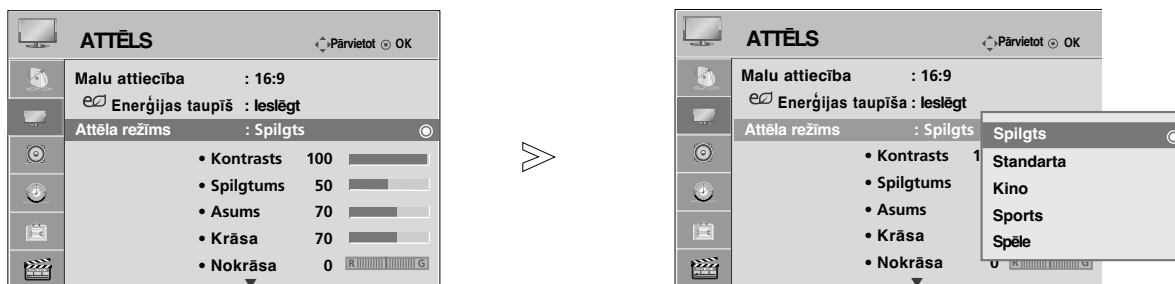 ATTĒLS Pārvietot OK
Malu attiecība : 16:9
Enerģijas taupīš : Ieslēgt
Attēla režīms : Spilgts
• Kontrasts 100
• Spilgtums 50
• Asums 70
• Krāsa 70
• Nokrāsa 0 R G
ATTĒLS Pārvietot OK
Malu attiecība : 16:9
Enerģijas taupīša : Ieslēgt
Attēla režīms : Spilgts
• Kontrasts 1
• Spilgtums
• Asums
• Krāsa
• Nokrāsa 0 R G
Spilgts
Standarta
Kino
Sports
Spēle